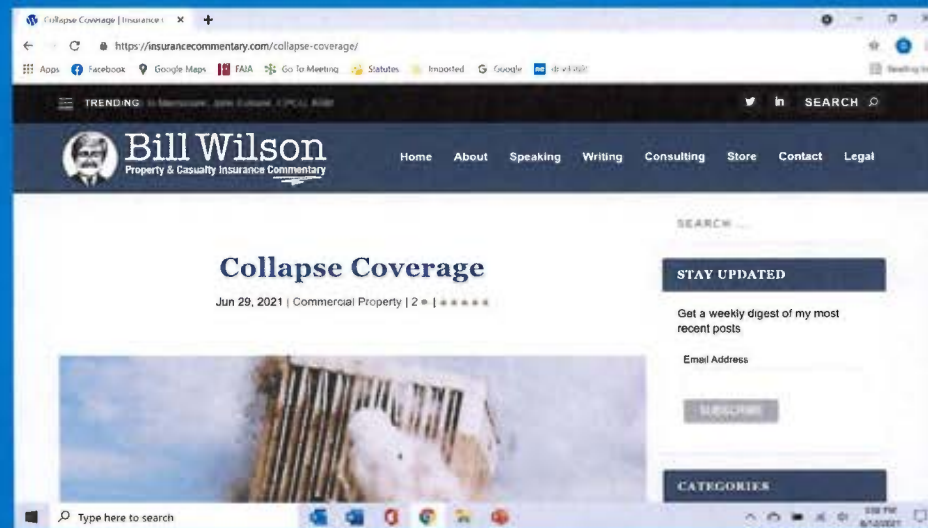 Collapse Coverage | Insurance
https://insurancecommentary.com/collapse-coverage/
Apps Facebook Google Maps FAIA Go To Meeting Statutes Imported Google
TRENDING SEARCH
Bill Wilson
Property & Casualty Insurance Commentary
Home About Speaking Writing Consulting Store Contact Legal
SEARCH ...
Collapse Coverage
Jun 29, 2021 | Commercial Property | 2 |
STAY UPDATED
Get a weekly digest of my most
recent posts
Email Address
SUBSCRIBE
CATEGORIES
Type here to search